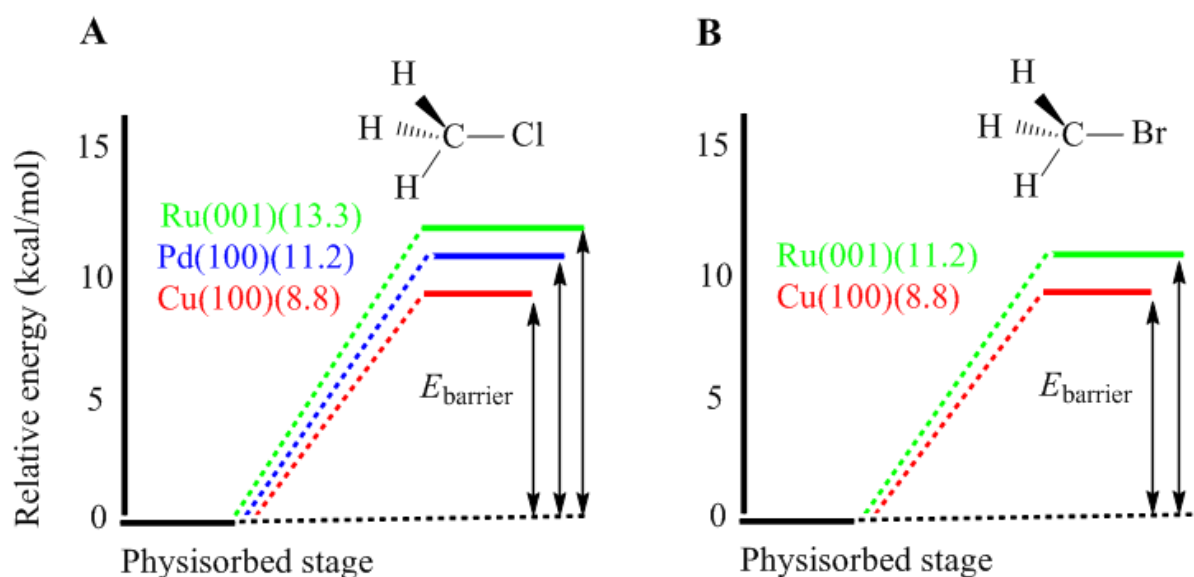 A
H
H
C
Cl
H
Relative energy (kcal/mol)
15
10
5
0
Ru(001)(13.3)
Pd(100)(11.2)
Cu(100)(8.8)
Ebarrier
Physisorbed stage
B
H
H
C
Br
H
15
10
5
0
Ru(001)(11.2)
Cu(100)(8.8)
Ebarrier
Physisorbed stage